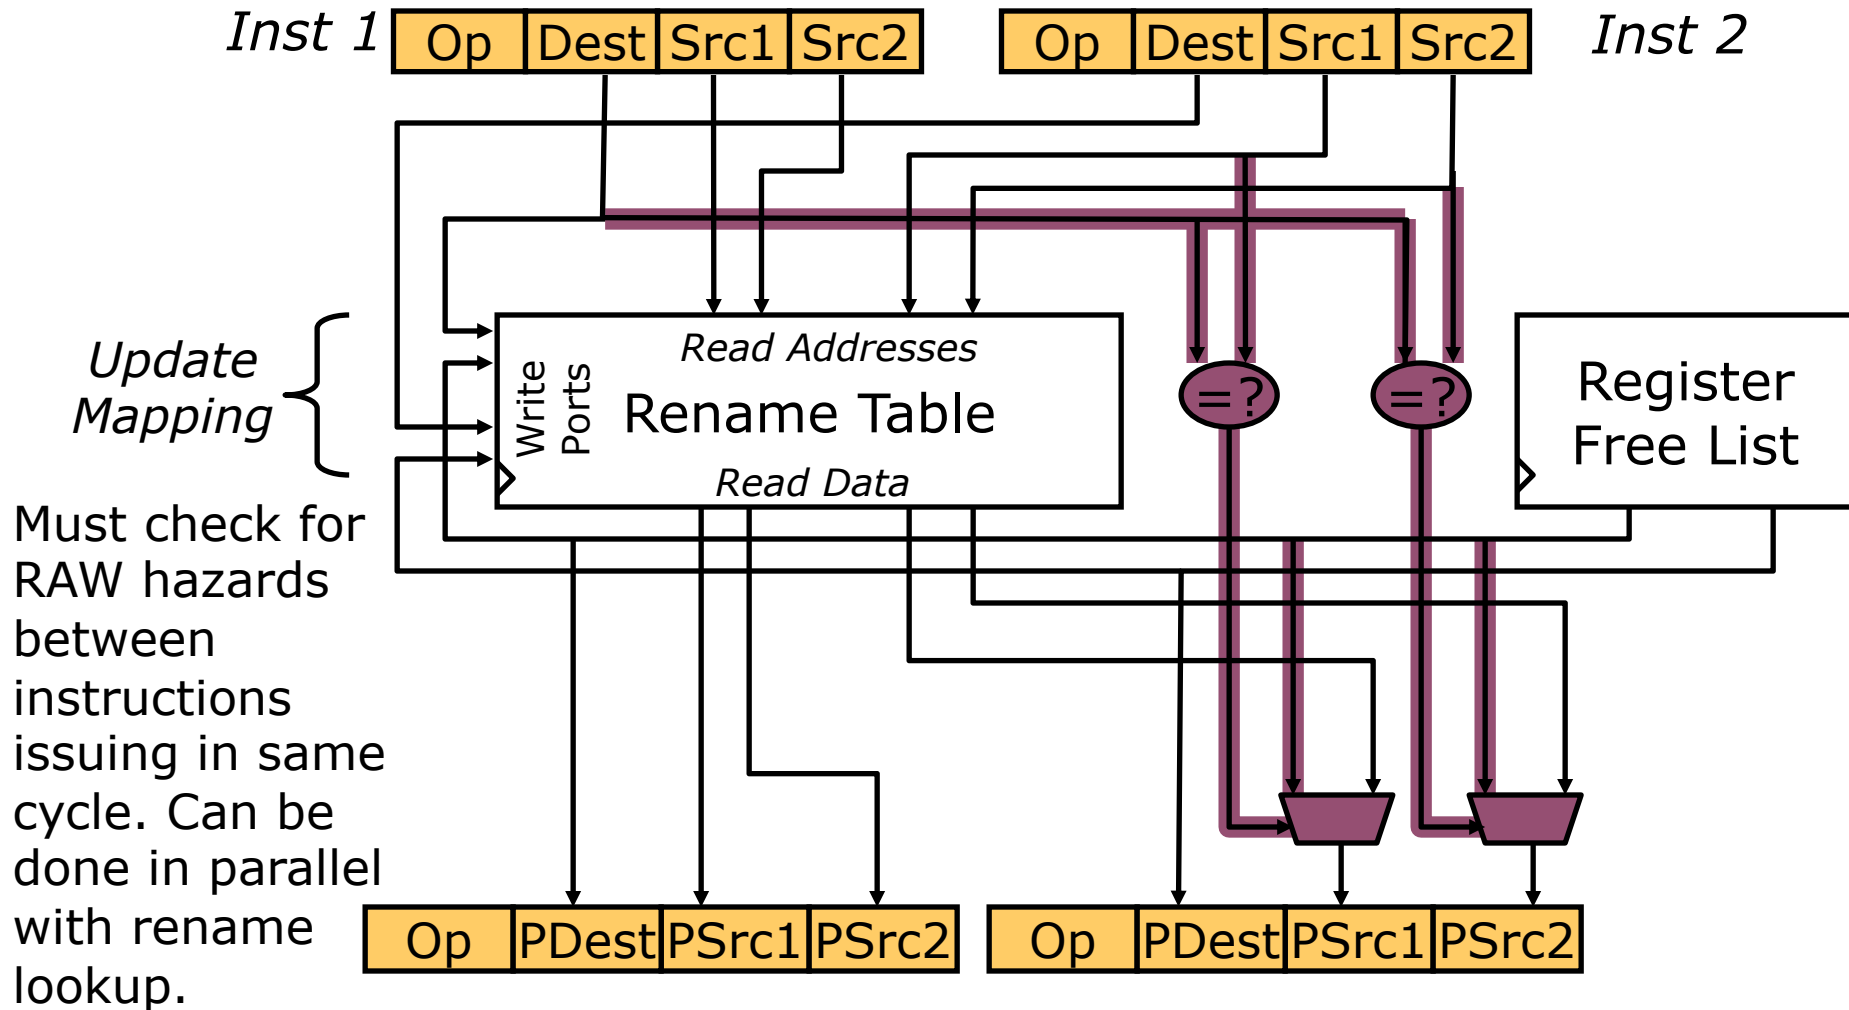 Inst 1 Op Dest Src1 Src2 Op Dest Src1 Src2 Inst 2
Update
Mapping
Write
Ports
Read Addresses
Rename Table
Read Data
=?
=?
Register
Free List
Must check for
RAW hazards
between
instructions
issuing in same
cycle. Can be
done in parallel
with rename
lookup.
Op PDest PSrc1 PSrc2 Op PDest PSrc1 PSrc2